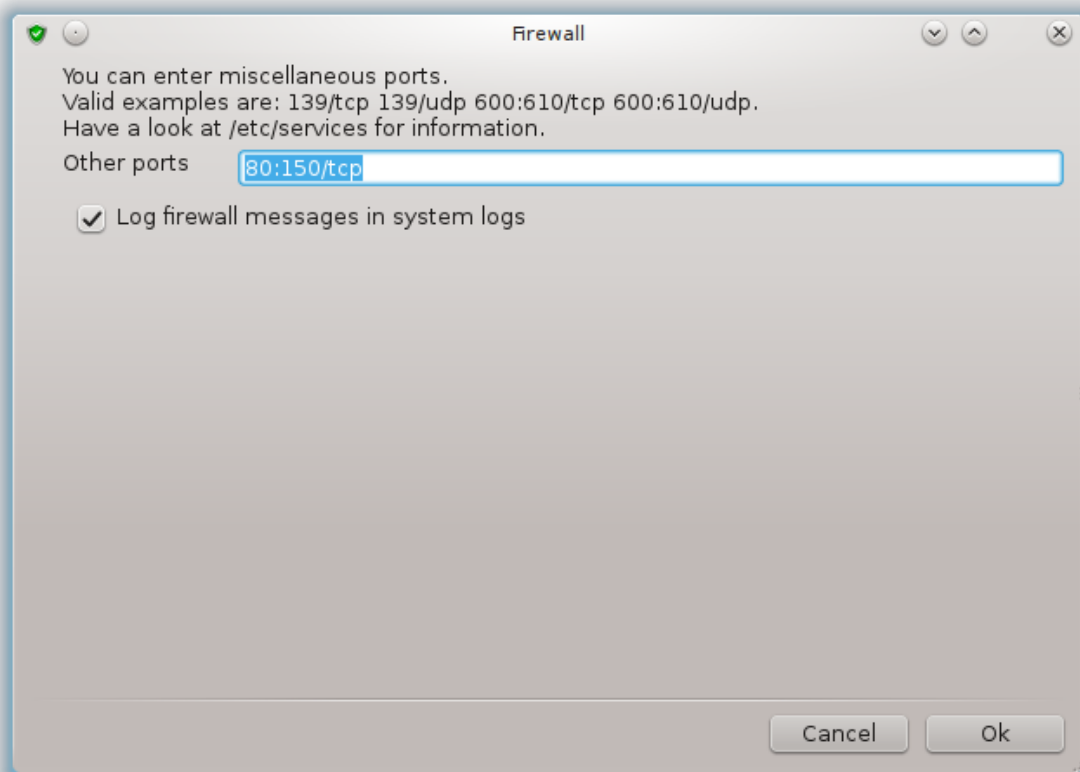 Firewall
You can enter miscellaneous ports.
Valid examples are: 139/tcp 139/udp 600:610/tcp 600:610/udp.
Have a look at /etc/services for information.
Other ports 80:150/tcp
Log firewall messages in system logs
Cancel Ok